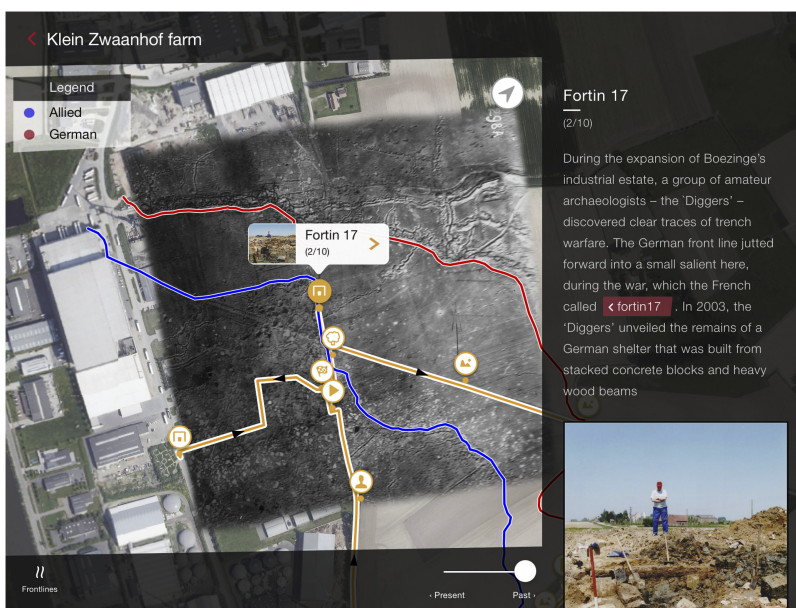 Klein Zwaanhof farm
Legend
Allied
German
Fortin 17
(2/10)
Frontlines
‹ Present
Past ›
Fortin 17
(2/10)
During the expansion of Boezinge's
industrial estate, a group of amateur
archaeologists – the `Diggers' –
discovered clear traces of trench
warfare. The German front line jutted
forward into a small salient here,
during the war, which the French
called ‹ fortin17 . In 2003, the
'Diggers' unveiled the remains of a
German shelter that was built from
stacked concrete blocks and heavy
wood beams